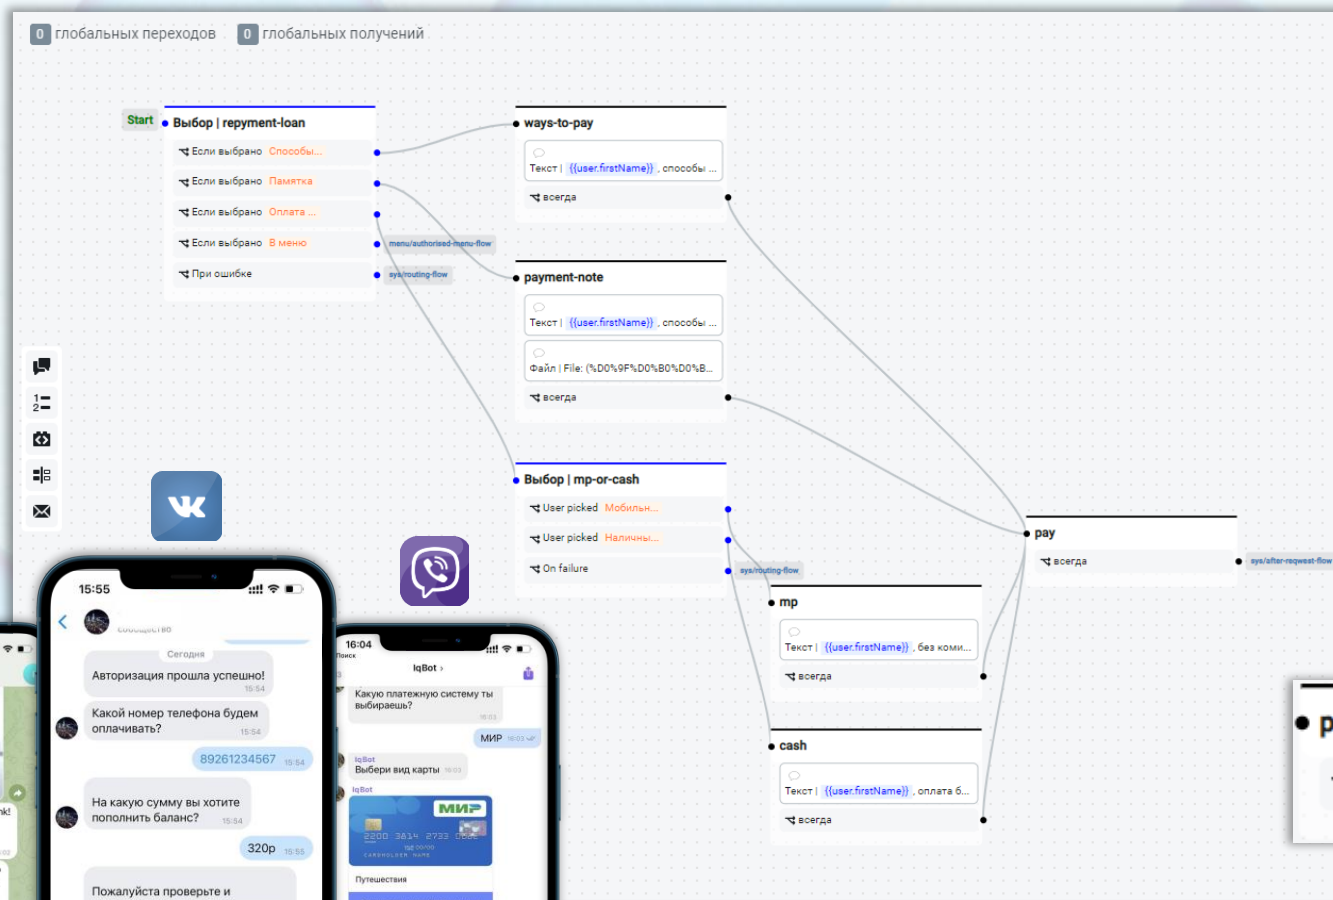 0 глобальных переходов 0 глобальных получений
Start
Выбор | repyment-loan
Если выбрано Способы...
Если выбрано Памятка
Если выбрано Оплата ...
Если выбрано В меню
menu/authorised-menu-flow
При ошибке
sys/routing-flow
ways-to-pay
Текст | {{user.firstName}} , способы ...
всегда
payment-note
Текст | {{user.firstName}} , способы ...
Файл | File: (%D0%9F%D0%B0%D0%B...
всегда
Выбор | mp-or-cash
User picked Мобильн...
User picked Наличны...
On failure
sys/routing-flow
mp
Текст | {{user.firstName}} , без коми...
всегда
cash
Текст | {{user.firstName}} , оплата б...
всегда
pay
всегда
sys/after-reqwest-flow
p
15:55
Сегодня
Авторизация прошла успешно!
15:54
Какой номер телефона будем
оплачивать?
15:54
89261234567 15:54
На какую сумму вы хотите
пополнить баланс? 15:54
320р 15:55
Пожалуйста проверьте и
16:04
Поиск
IqBot
Какую платежную систему ты
выбираешь?
16:03
МИР 16:03
IqBot
Выбери вид карты 16:03
IqBot
МИР
2200 3814 2733
CARDHOLDER NAME
Путешествия
nk!